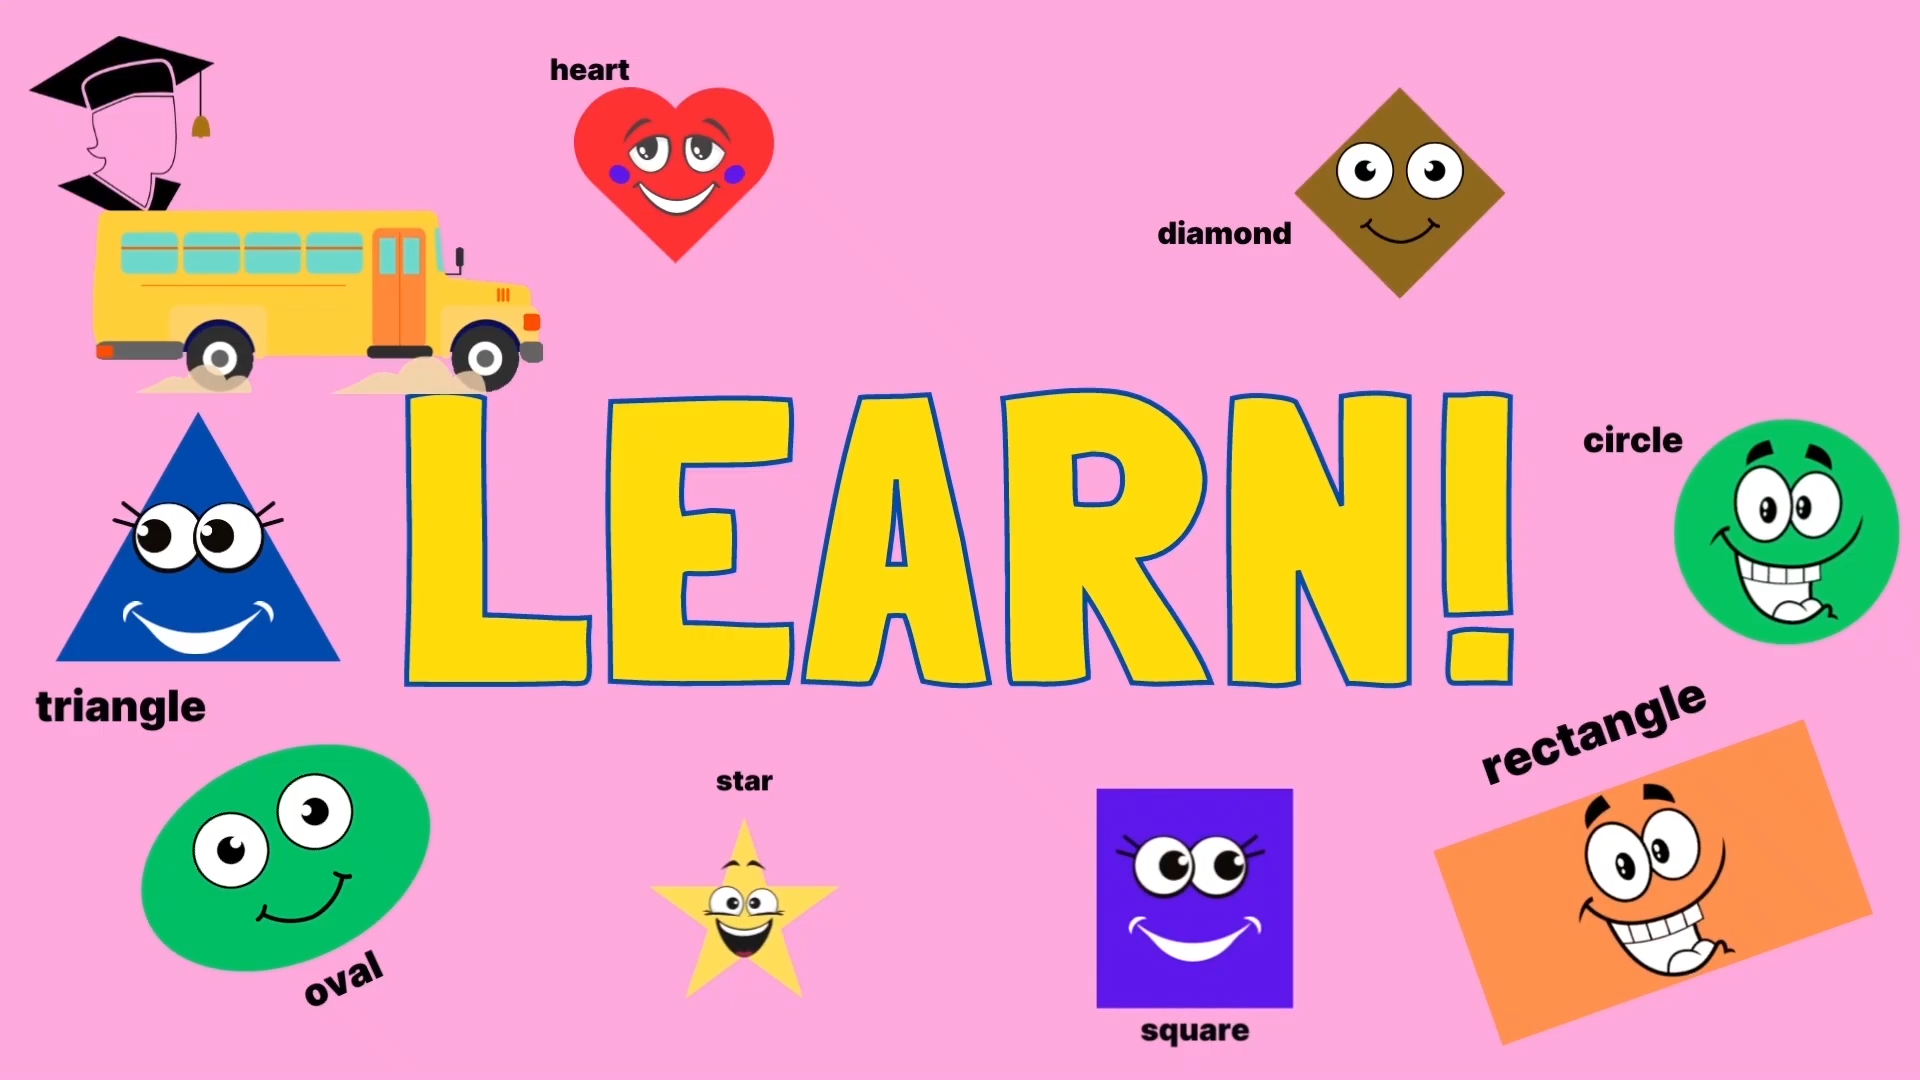 heart
diamond
LEARN!
circle
triangle
rectangle
star
oval
square